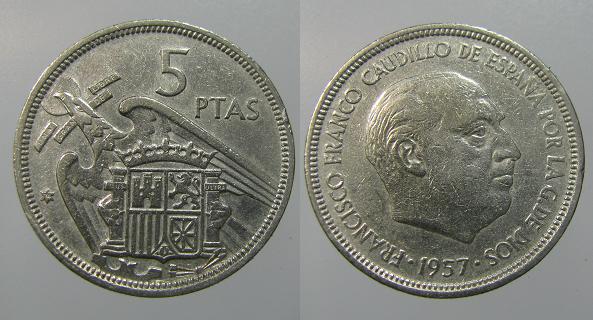 5
PTAS
PLUS ULTRA
FRANCISCO FRANCO CAUDILLO DE ESPAÑA POR LA G. DE DIOS
· 1957 ·